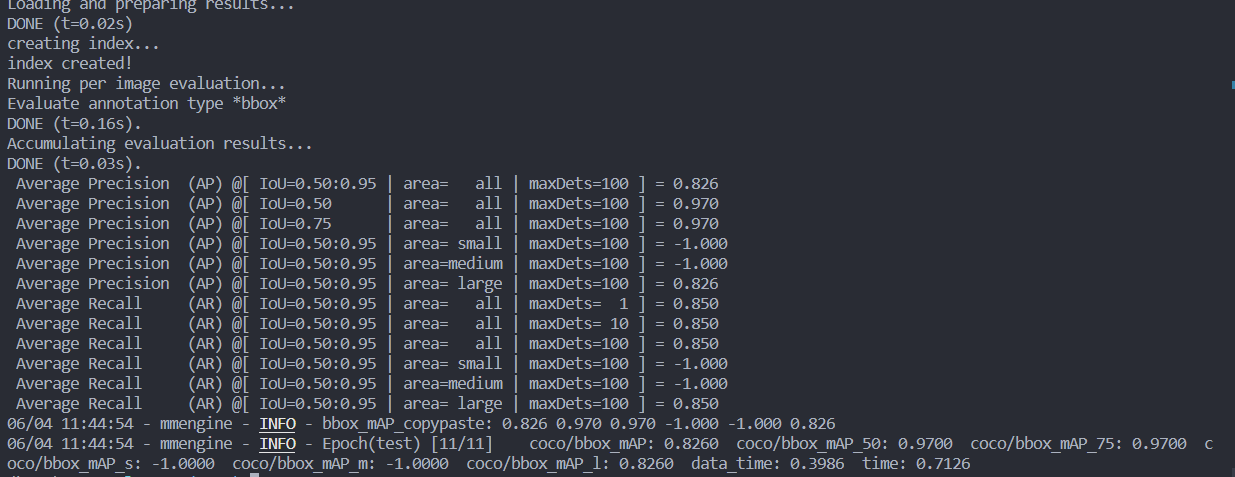 Loading and preparing results...
DONE (t=0.02s)
creating index...
index created!
Running per image evaluation...
Evaluate annotation type *bbox*
DONE (t=0.16s).
Accumulating evaluation results...
DONE (t=0.03s).
 Average Precision  (AP) @[ IoU=0.50:0.95 | area=   all | maxDets=100 ] = 0.826
 Average Precision  (AP) @[ IoU=0.50      | area=   all | maxDets=100 ] = 0.970
 Average Precision  (AP) @[ IoU=0.75      | area=   all | maxDets=100 ] = 0.970
 Average Precision  (AP) @[ IoU=0.50:0.95 | area= small | maxDets=100 ] = -1.000
 Average Precision  (AP) @[ IoU=0.50:0.95 | area=medium | maxDets=100 ] = -1.000
 Average Precision  (AP) @[ IoU=0.50:0.95 | area= large | maxDets=100 ] = 0.826
 Average Recall     (AR) @[ IoU=0.50:0.95 | area=   all | maxDets=  1 ] = 0.850
 Average Recall     (AR) @[ IoU=0.50:0.95 | area=   all | maxDets= 10 ] = 0.850
 Average Recall     (AR) @[ IoU=0.50:0.95 | area=   all | maxDets=100 ] = 0.850
 Average Recall     (AR) @[ IoU=0.50:0.95 | area= small | maxDets=100 ] = -1.000
 Average Recall     (AR) @[ IoU=0.50:0.95 | area=medium | maxDets=100 ] = -1.000
 Average Recall     (AR) @[ IoU=0.50:0.95 | area= large | maxDets=100 ] = 0.850
06/04 11:44:54 - mmengine - INFO - bbox_mAP_copypaste: 0.826 0.970 0.970 -1.000 -1.000 0.826
06/04 11:44:54 - mmengine - INFO - Epoch(test) [11/11]    coco/bbox_mAP: 0.8260  coco/bbox_mAP_50: 0.9700  coco/bbox_mAP_75: 0.9700  c
oco/bbox_mAP_s: -1.0000  coco/bbox_mAP_m: -1.0000  coco/bbox_mAP_l: 0.8260  data_time: 0.3986  time: 0.7126